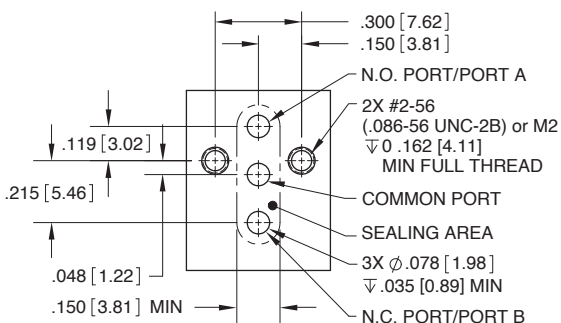 .300 [7.62]
.150 [3.81]
N.O. PORT/PORT A
2X #2-56
(.086-56 UNC-2B) or M2
↧0 .162 [4.11]
MIN FULL THREAD
.119 [3.02]
.215 [5.46]
COMMON PORT
SEALING AREA
.048 [1.22]
3X ∅.078 [1.98]
↧.035 [0.89] MIN
.150 [3.81] MIN
N.C. PORT/PORT B